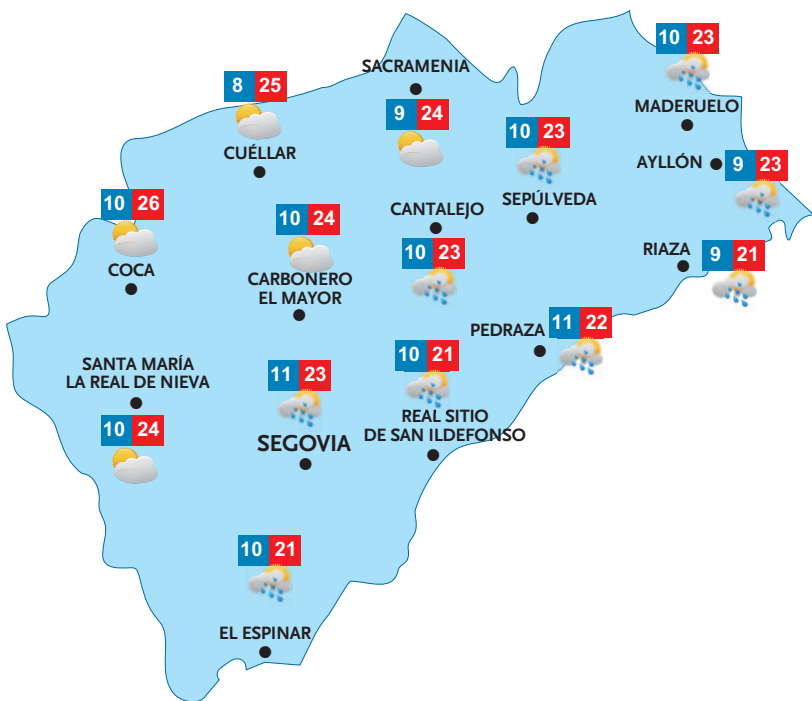 10 23
MADERUELO
SACRAMENIA
9 24
8 25
CUÉLLAR
10 23
SEPÚLVEDA
AYLLÓN
9 23
10 26
COCA
10 24
CARBONERO
EL MAYOR
CANTALEJO
10 23
RIAZA
9 21
PEDRAZA
11 22
SANTA MARÍA
LA REAL DE NIEVA
10 24
11 23
SEGOVIA
10 21
REAL SITIO
DE SAN ILDEFONSO
10 21
EL ESPINAR